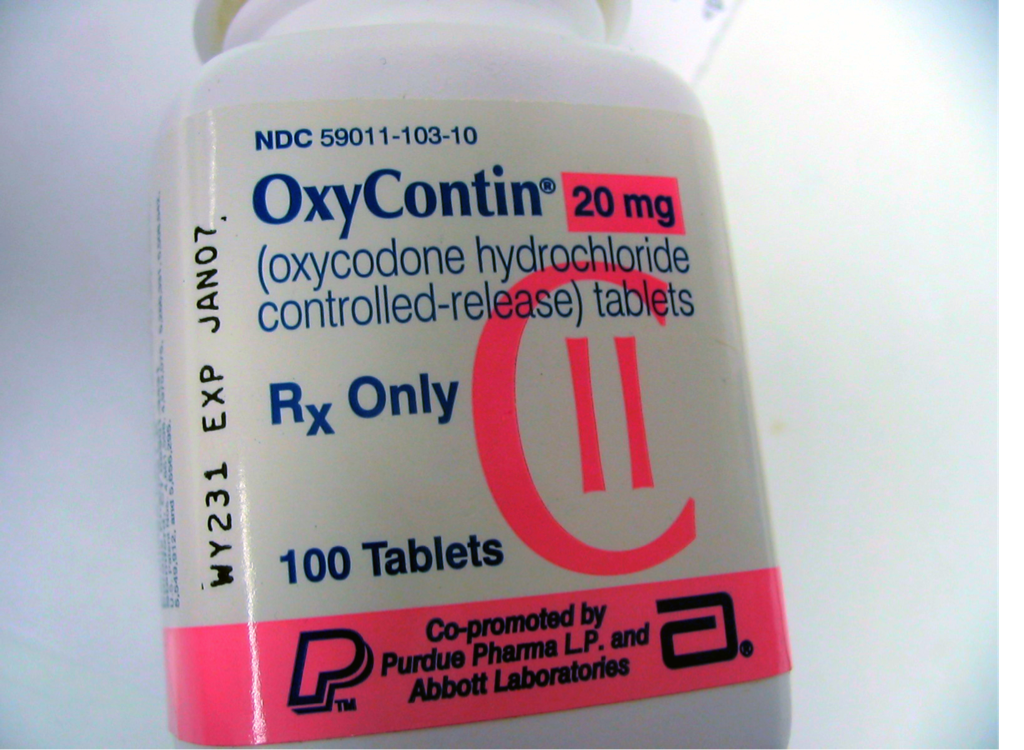 NDC 59011-103-10
OxyContin® 20 mg
(oxycodone hydrochloride
controlled-release) tablets
CII
Rx Only
100 Tablets
P™
Co-promoted by
Purdue Pharma L.P. and
Abbott Laboratories
a®
WY231 EXP JAN07